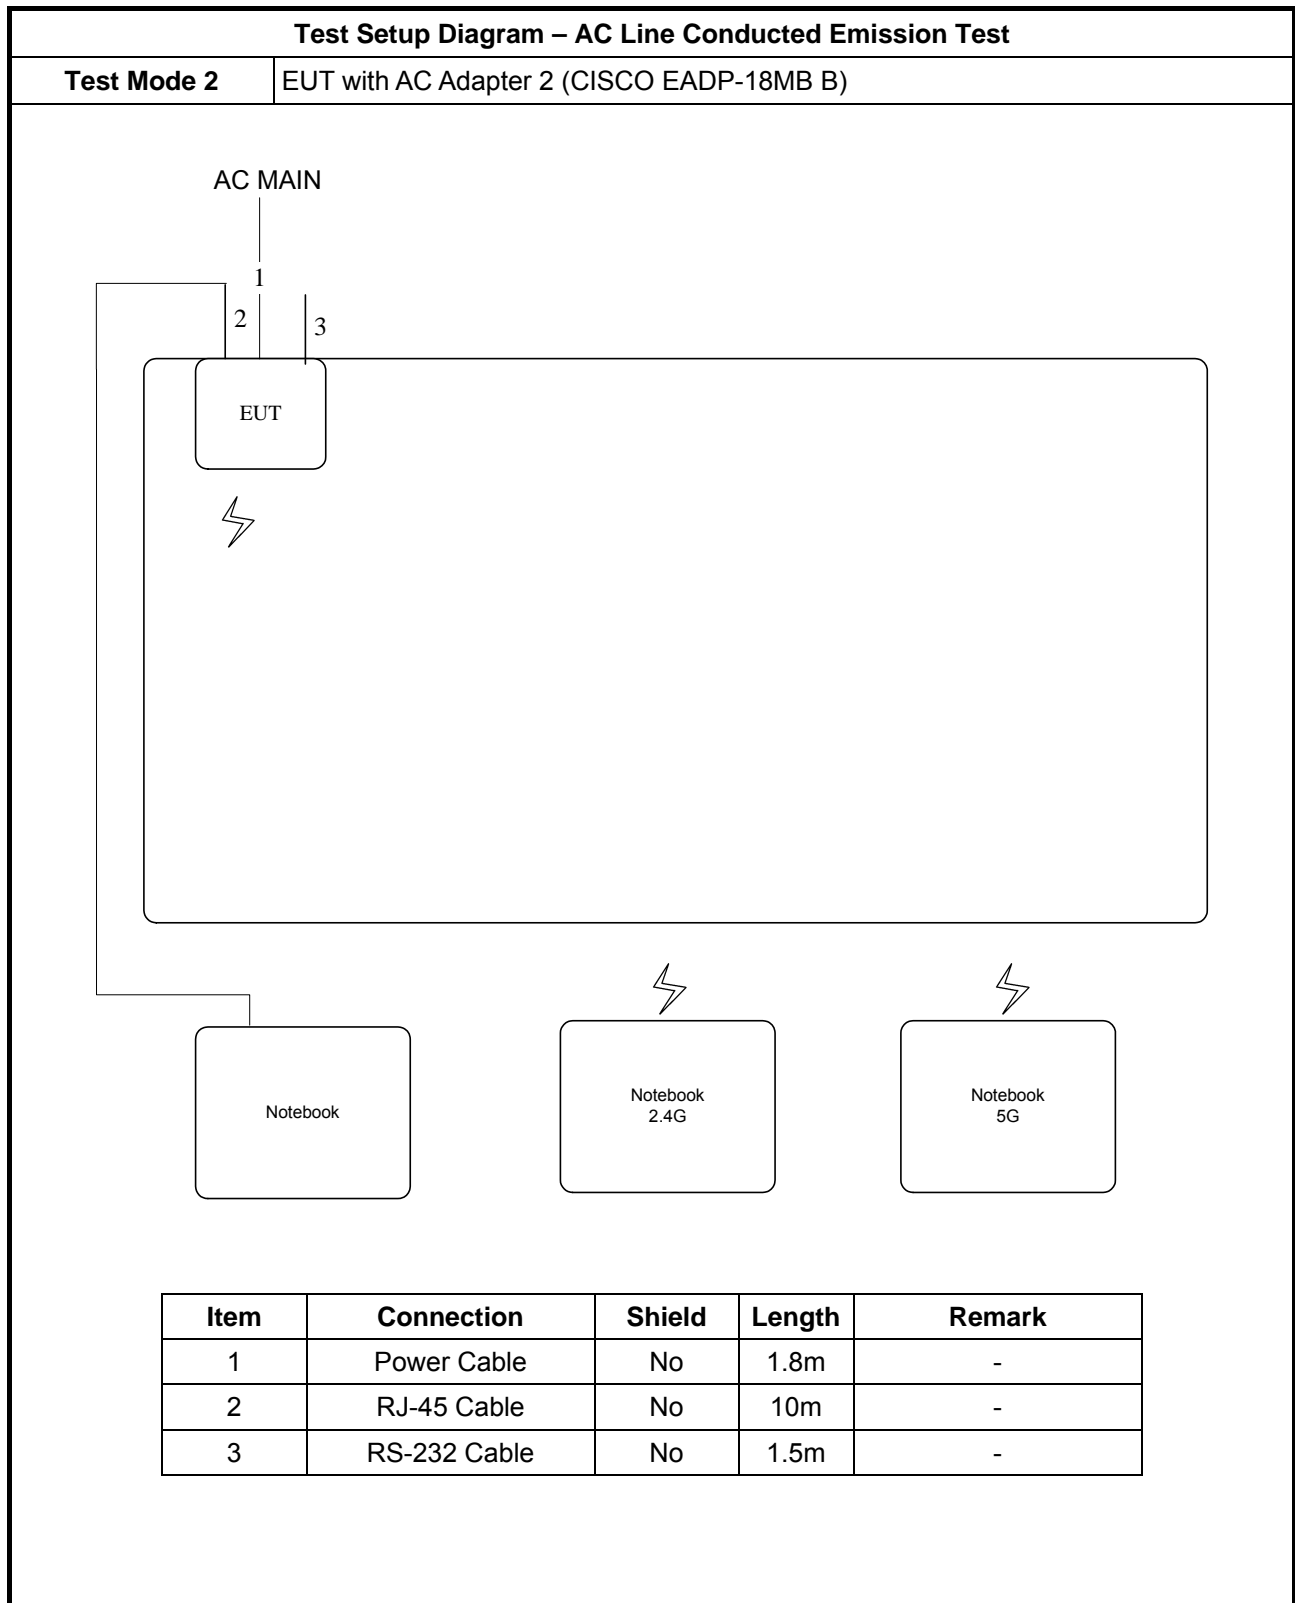 Test Setup Diagram – AC Line Conducted Emission Test
Test Mode 2 EUT with AC Adapter 2 (CISCO EADP-18MB B)
AC MAIN
1
2
3
EUT
Notebook
Notebook
2.4G
Notebook
5G
Item Connection Shield Length Remark
1 Power Cable No 1.8m -
2 RJ-45 Cable No 10m -
3 RS-232 Cable No 1.5m -